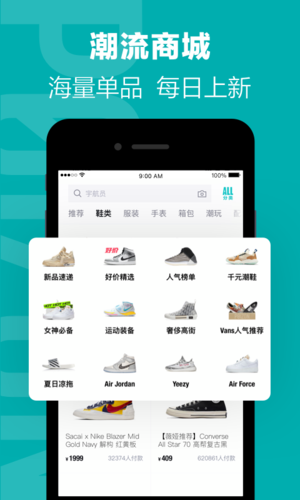 潮流商城
海量单品 每日上新
9:00 AM
100%
宇航员
ALL
推荐 鞋类 服装 手表 箱包 潮玩
好价
新品速递 好价精选 人气榜单 千元潮鞋
女神必备 运动装备 奢侈高街 Vans人气推荐
夏日凉拖 Air Jordan Yeezy Air Force
Sacai x Nike Blazer Mid
Gold Navy 解构 红黄板
¥1999 32374人付款
【薇娅推荐】Converse
All Star 70 高帮复古黑
¥409 620861人付款